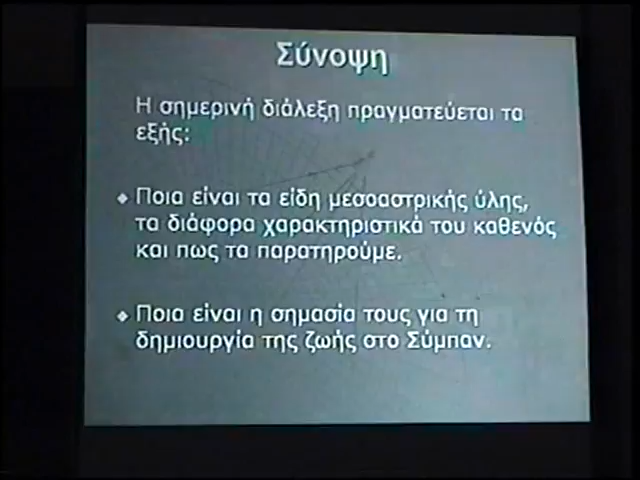 Σύνοψη
Η σημερινή διάλεξη πραγματεύεται τα
εξής:
❖ Ποια είναι τα είδη μεσοαστρικής ύλης,
τα διάφορα χαρακτηριστικά του καθενός
και πως τα παρατηρούμε.
❖ Ποια είναι η σημασία τους για τη
δημιουργία της ζωής στο Σύμπαν.